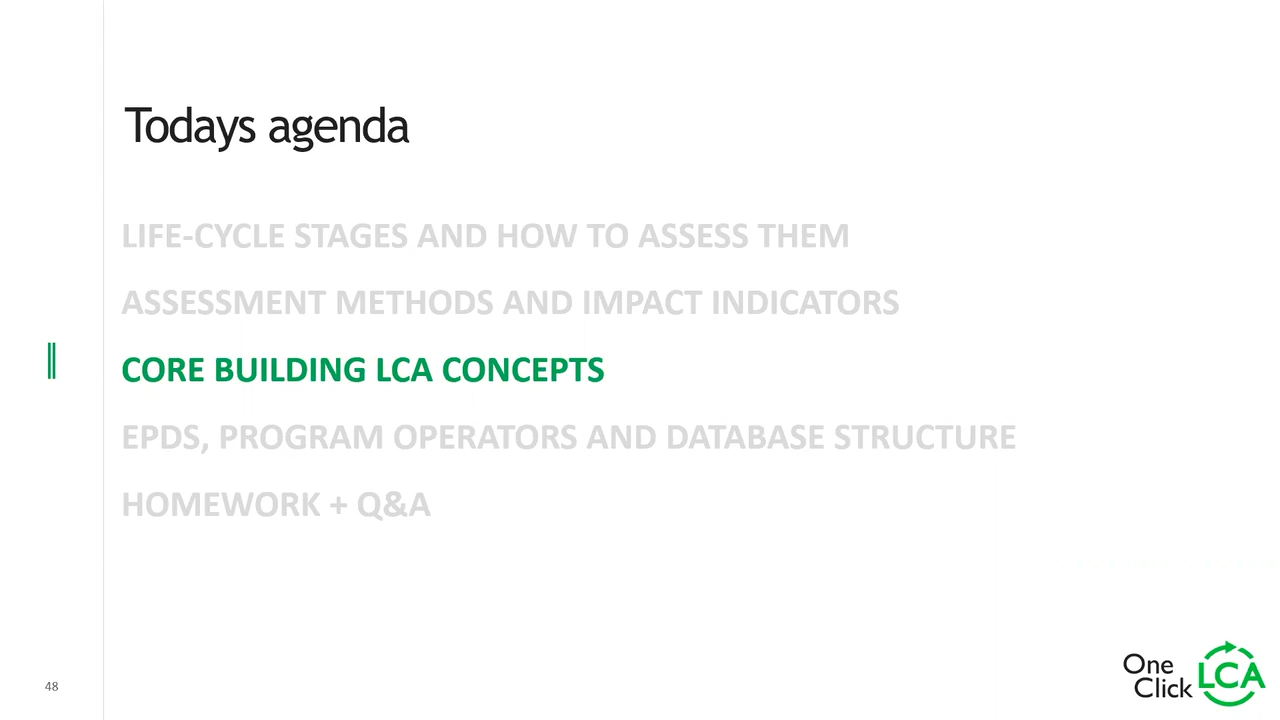 Todays agenda
LIFE-CYCLE STAGES AND HOW TO ASSESS THEM
ASSESSMENT METHODS AND IMPACT INDICATORS
CORE BUILDING LCA CONCEPTS
EPDS, PROGRAM OPERATORS AND DATABASE STRUCTURE
HOMEWORK + Q&A
48
One
Click LCA